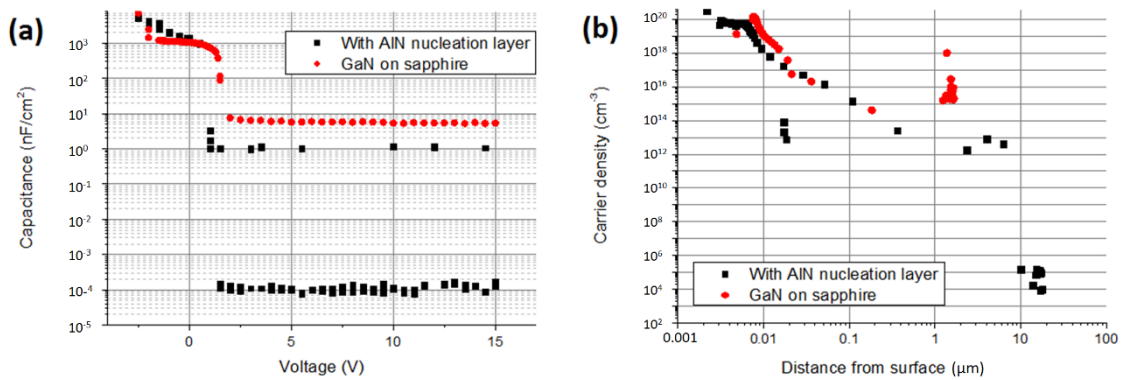 (a)
Capacitance (nF/cm²)
10³
10²
10¹
10⁰
10⁻¹
10⁻²
10⁻³
10⁻⁴
10⁻⁵
With AlN nucleation layer
GaN on sapphire
0
5
10
15
Voltage (V)
(b)
Carrier density (cm⁻³)
10²⁰
10¹⁸
10¹⁶
10¹⁴
10¹²
10¹⁰
10⁸
10⁶
10⁴
10²
With AlN nucleation layer
GaN on sapphire
0.001
0.01
0.1
1
10
100
Distance from surface (μm)